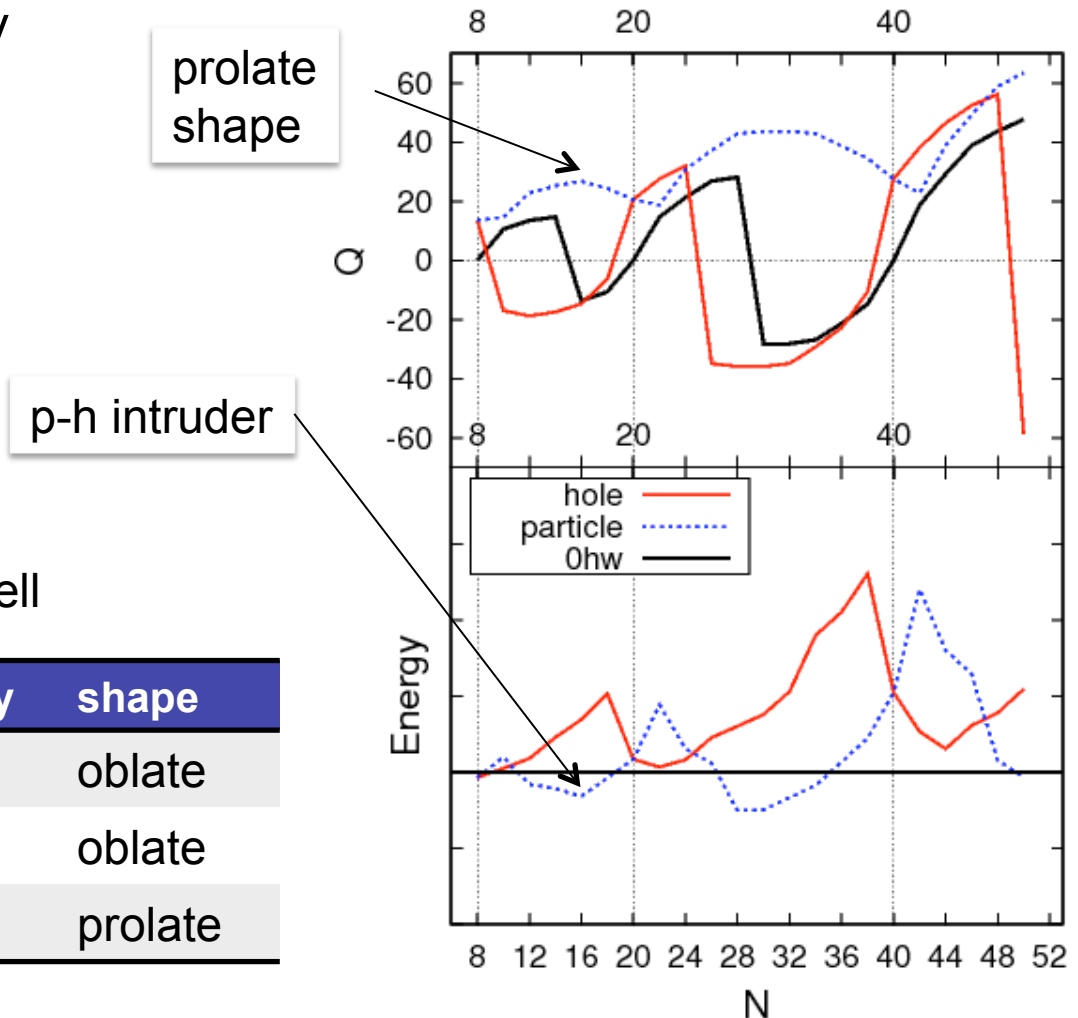 y
prolate
shape
p-h intruder
ell
y shape
oblate
oblate
prolate
8 20 40
60
40
20
0
-20
-40
-60
Q
8 20 40
hole
particle
0hw
Energy
8 12 16 20 24 28 32 36 40 44 48 52
N